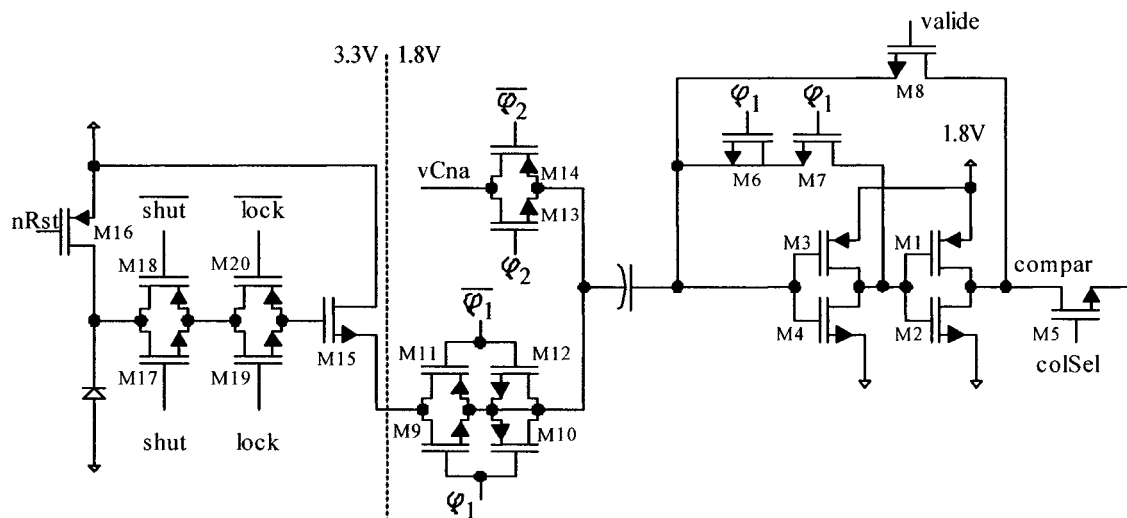 valide
3.3V 1.8V
M8
φ̅₂
φ₁ φ₁
1.8V
vCna
M14
M6 M7
M13
nRst
M16
s̅h̅u̅t̅ l̅o̅c̅k̅
M3 M1
compar
M18 M20
φ₂
φ̅₁
M4 M2
M5
M15
M11 M12
colSel
M17 M19
M9 M10
shut lock
φ₁